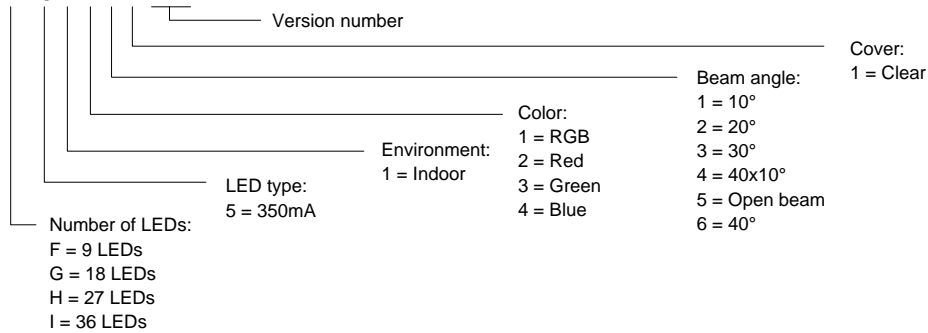 Version number
Cover:
1 = Clear
Beam angle:
1 = 10°
2 = 20°
3 = 30°
4 = 40x10°
5 = Open beam
6 = 40°
Color:
1 = RGB
2 = Red
3 = Green
4 = Blue
Environment:
1 = Indoor
LED type:
5 = 350mA
Number of LEDs:
F = 9 LEDs
G = 18 LEDs
H = 27 LEDs
I = 36 LEDs